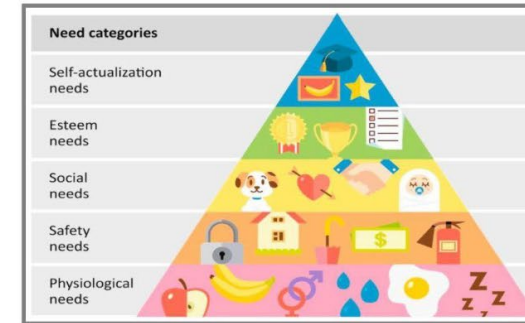 Need categories
Self-actualization
needs
Esteem
needs
Social
needs
Safety
needs
$
Physiological
needs
Z
Z
Z
Z